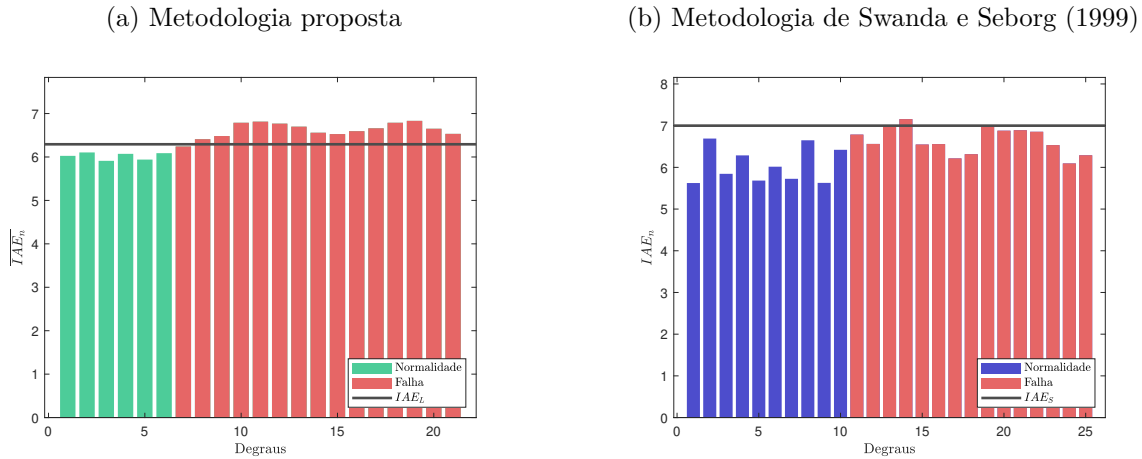 (a) Metodologia proposta
7
6
5
4
3
2
1
0
0 5 10 15 20
Degraus
IAEₙ
Normalidade
Falha
IAE_L
(b) Metodologia de Swanda e Seborg (1999)
8
7
6
5
4
3
2
1
0
0 5 10 15 20 25
Degraus
IAEₙ
Normalidade
Falha
IAE_S